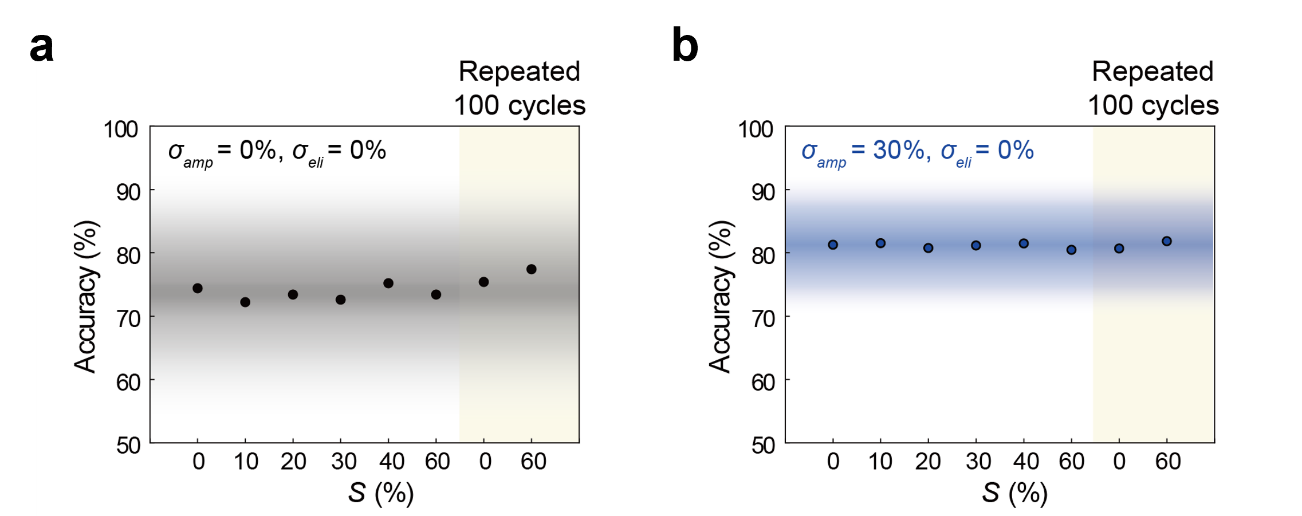 a
Repeated
100 cycles
σamp = 0%, σeli = 0%
Accuracy (%)
100
90
80
70
60
50
0 10 20 30 40 60 0 60
S (%)
b
Repeated
100 cycles
σamp = 30%, σeli = 0%
Accuracy (%)
100
90
80
70
60
50
0 10 20 30 40 60 0 60
S (%)